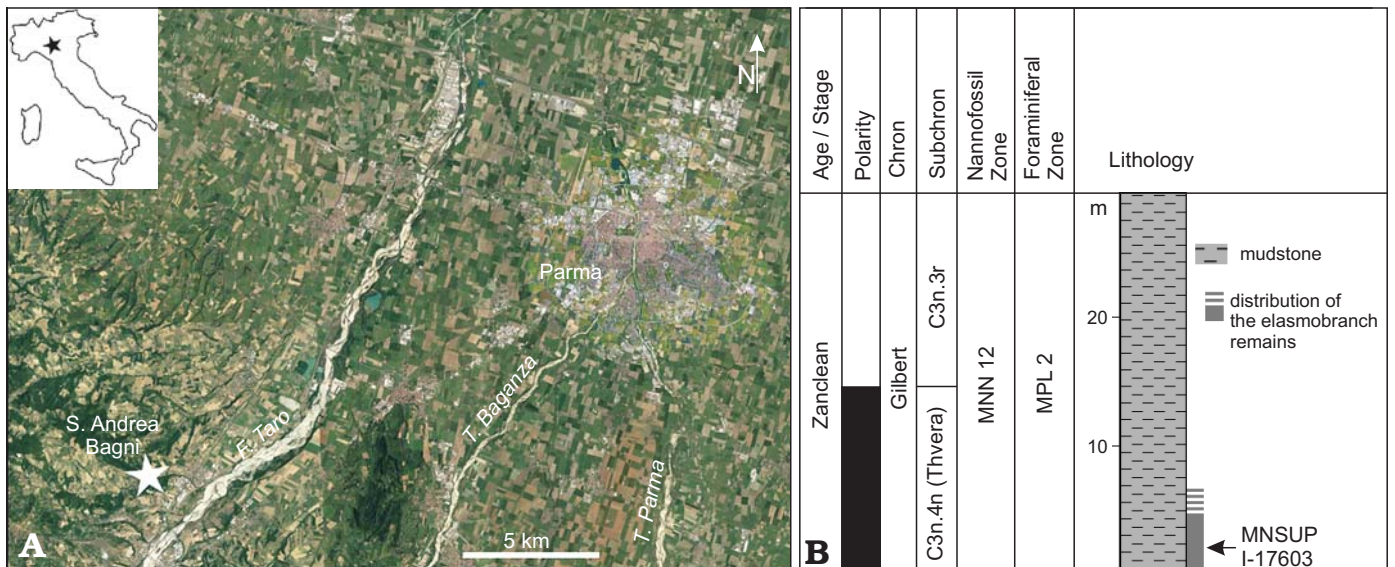 N
Parma
S. Andrea
Bagni
F. Taro
T. Baganza
T. Parma
5 km
A
Age / Stage
Polarity
Chron
Subchron
Nannofossil
Zone
Foraminiferal
Zone
Lithology
Zanclean
Gilbert
C3n.3r
C3n.4n (Thvera)
MNN 12
MPL 2
m
20
10
mudstone
distribution of
the elasmobranch
remains
MNSUP
I-17603
B